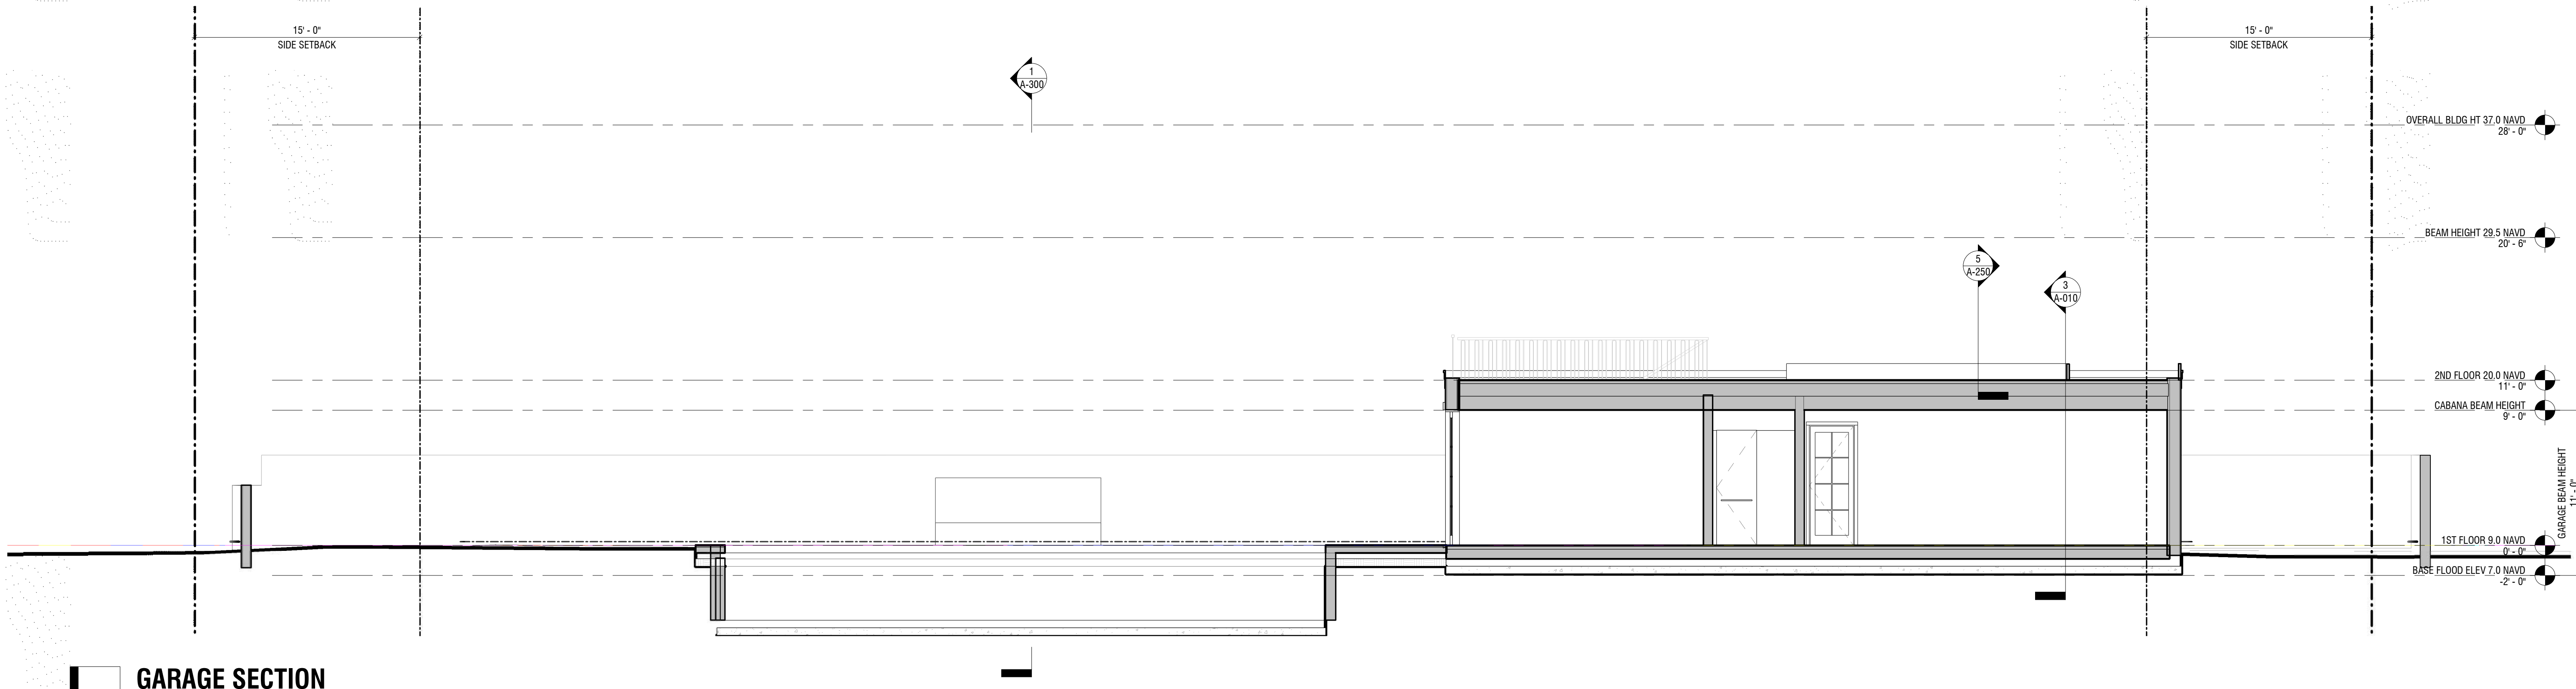 15' - 0"
SIDE SETBACK
15' - 0"
SIDE SETBACK
1
A-300
OVERALL BLDG HT 37.0 NAVD
28' - 0"
BEAM HEIGHT 29.5 NAVD
20' - 6"
5
A-250
3
A-010
2ND FLOOR 20.0 NAVD
11' - 0"
CABANA BEAM HEIGHT
9' - 0"
GARAGE BEAM HEIGHT
11' - 0"
1ST FLOOR 9.0 NAVD
0' - 0"
BASE FLOOD ELEV 7.0 NAVD
-2' - 0"
GARAGE SECTION